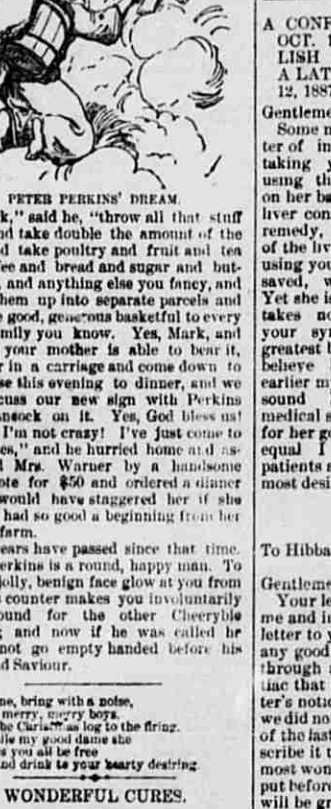 PETER PERKINS' DREAM.
k," said he, "throw all that stuff
nd take double the amount of the
d take poultry and fruit and tea
fee and bread and sugar and but-
, and anything else you fancy, and
hem up into separate parcels and
e good, generous basketful to every
mily you know. Yes, Mark, and
your mother is able to bear it,
r in a carriage and come down to
se this evening to dinner, and we
cuss our new sign with Perkins
nsock on it. Yes, God bless us!
I'm not crazy! I've just come to
es," and he hurried home and as-
d Mrs. Warner by a handsome
ote for $50 and ordered a dinner
would have staggered her if she
had so good a beginning from her
farm.
ears have passed since that time.
erkins is a round, happy man. To
jolly, benign face glow at you from
s counter makes you involuntarily
ound for the other Cheeryble
; and now if he was called he
not go empty handed before his
d Saviour.
ne, bring with a noise,
merry, merry boys,
he Christmas log to the firing.
ile my good dame she
s you all be free
nd drink to your hearty desiring.
WONDERFUL CURES.
A CONF
OCT. 
LISH
A LAT
12, 1887
Gentleme
Some m
ter of in
taking y
using th
on her ba
liver con
remedy,
of the liv
using you
saved, w
Yet she is
takes no
your syr
greatest b
believe
earlier m
sound
medical s
for her go
equal I
patients a
most desi
To Hibba
Gentleme
Your le
me and in
letter to y
any good
through a
tiac that
ter's notic
we did no
of the last
scribe it t
most won
put before
will be gi